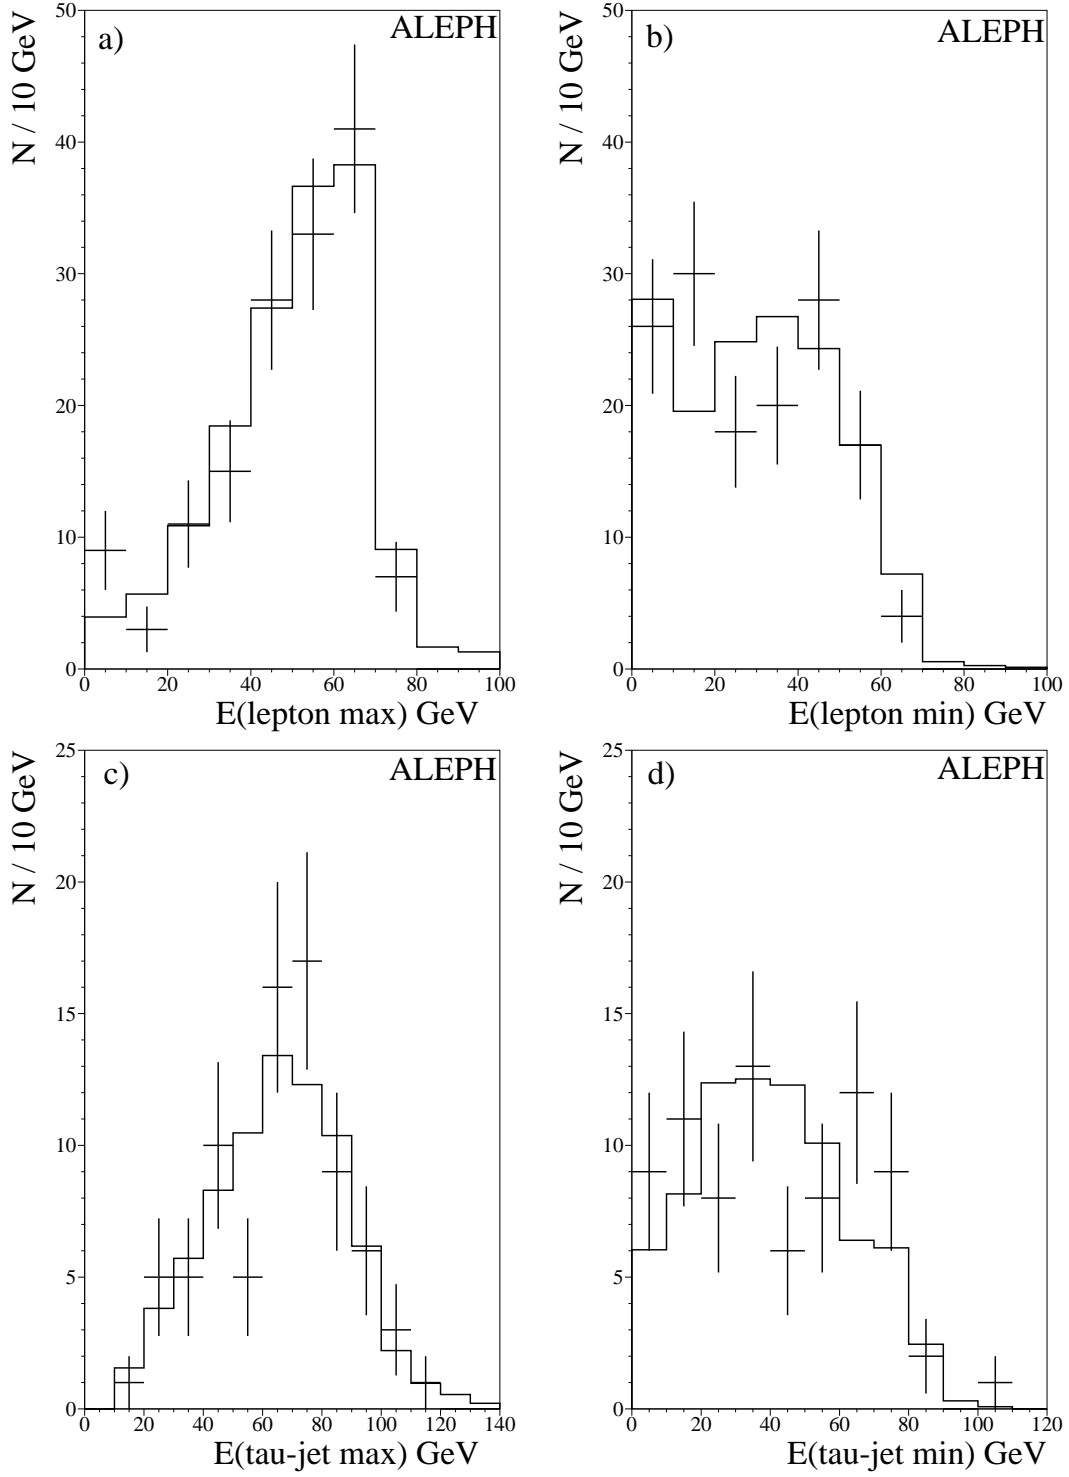 a)
ALEPH
N / 10 GeV
50
40
30
20
10
0
0 20 40 60 80 100
E(lepton max) GeV
b)
ALEPH
N / 10 GeV
50
40
30
20
10
0
0 20 40 60 80 100
E(lepton min) GeV
c)
ALEPH
N / 10 GeV
25
20
15
10
5
0
0 20 40 60 80 100 120 140
E(tau-jet max) GeV
d)
ALEPH
N / 10 GeV
25
20
15
10
5
0
0 20 40 60 80 100 120
E(tau-jet min) GeV